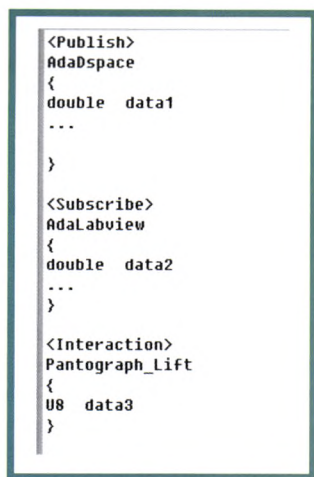 <Publish>
AdaDspace
{
double data1
...
}
<Subscribe>
AdaLabview
{
double data2
...
}
<Interaction>
Pantograph_Lift
{
U8 data3
}